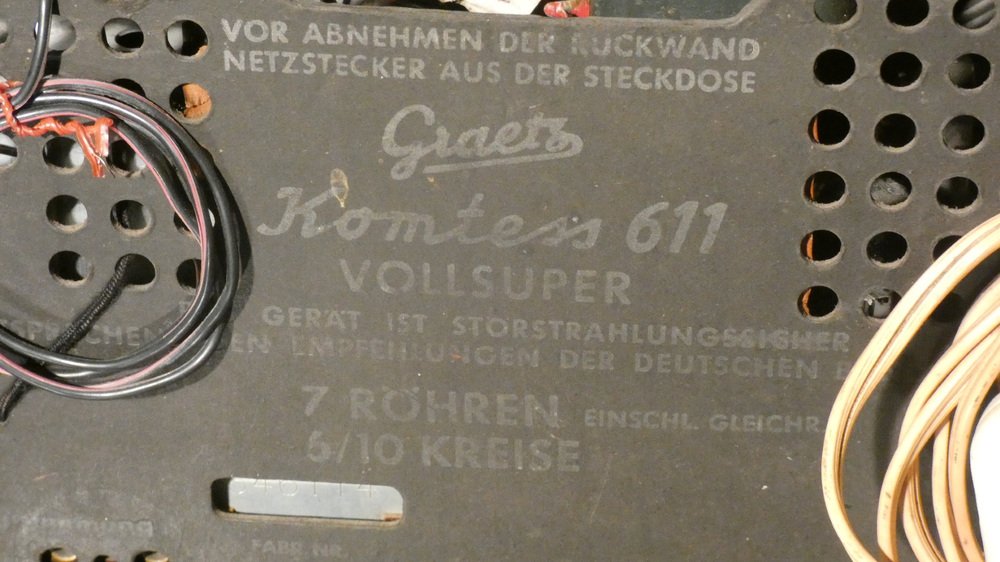 VOR ABNEHMEN DER RUCKWAND
NETZSTECKER AUS DER STECKDOSE
Graetz
Komtess 611
VOLLSUPER
GERÄT IST STÖRSTRAHLUNGSSICHER
EMPFEHLUNGEN DER DEUTSCHEN
7 RÖHREN EINSCHL. GLEICHR.
6/10 KREISE
FABR. NR.